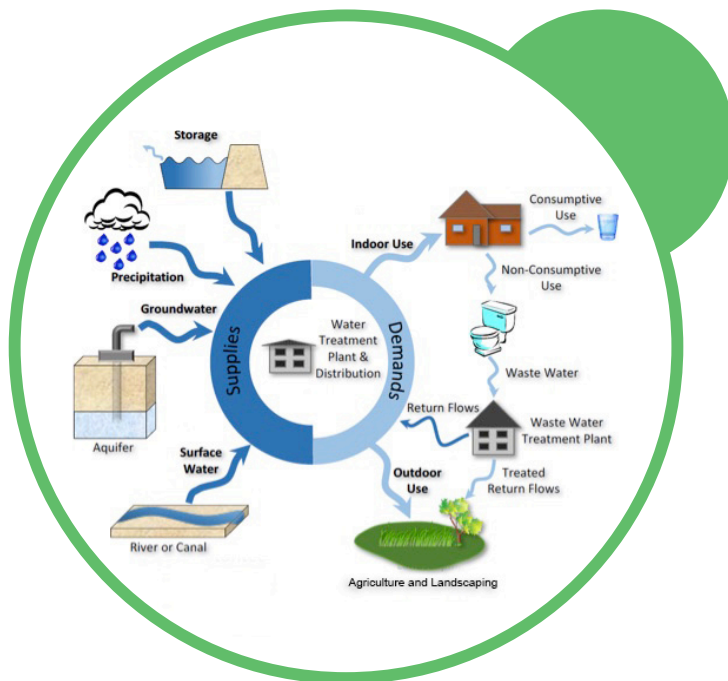 Storage
Precipitation
Groundwater
Aquifer
Surface
Water
River or Canal
Supplies
Water
Treatment
Plant &
Distribution
Demands
Indoor Use
Consumptive
Use
Non-Consumptive
Use
Waste Water
Return Flows
Waste Water
Treatment Plant
Treated
Return Flows
Outdoor
Use
Agriculture and Landscaping